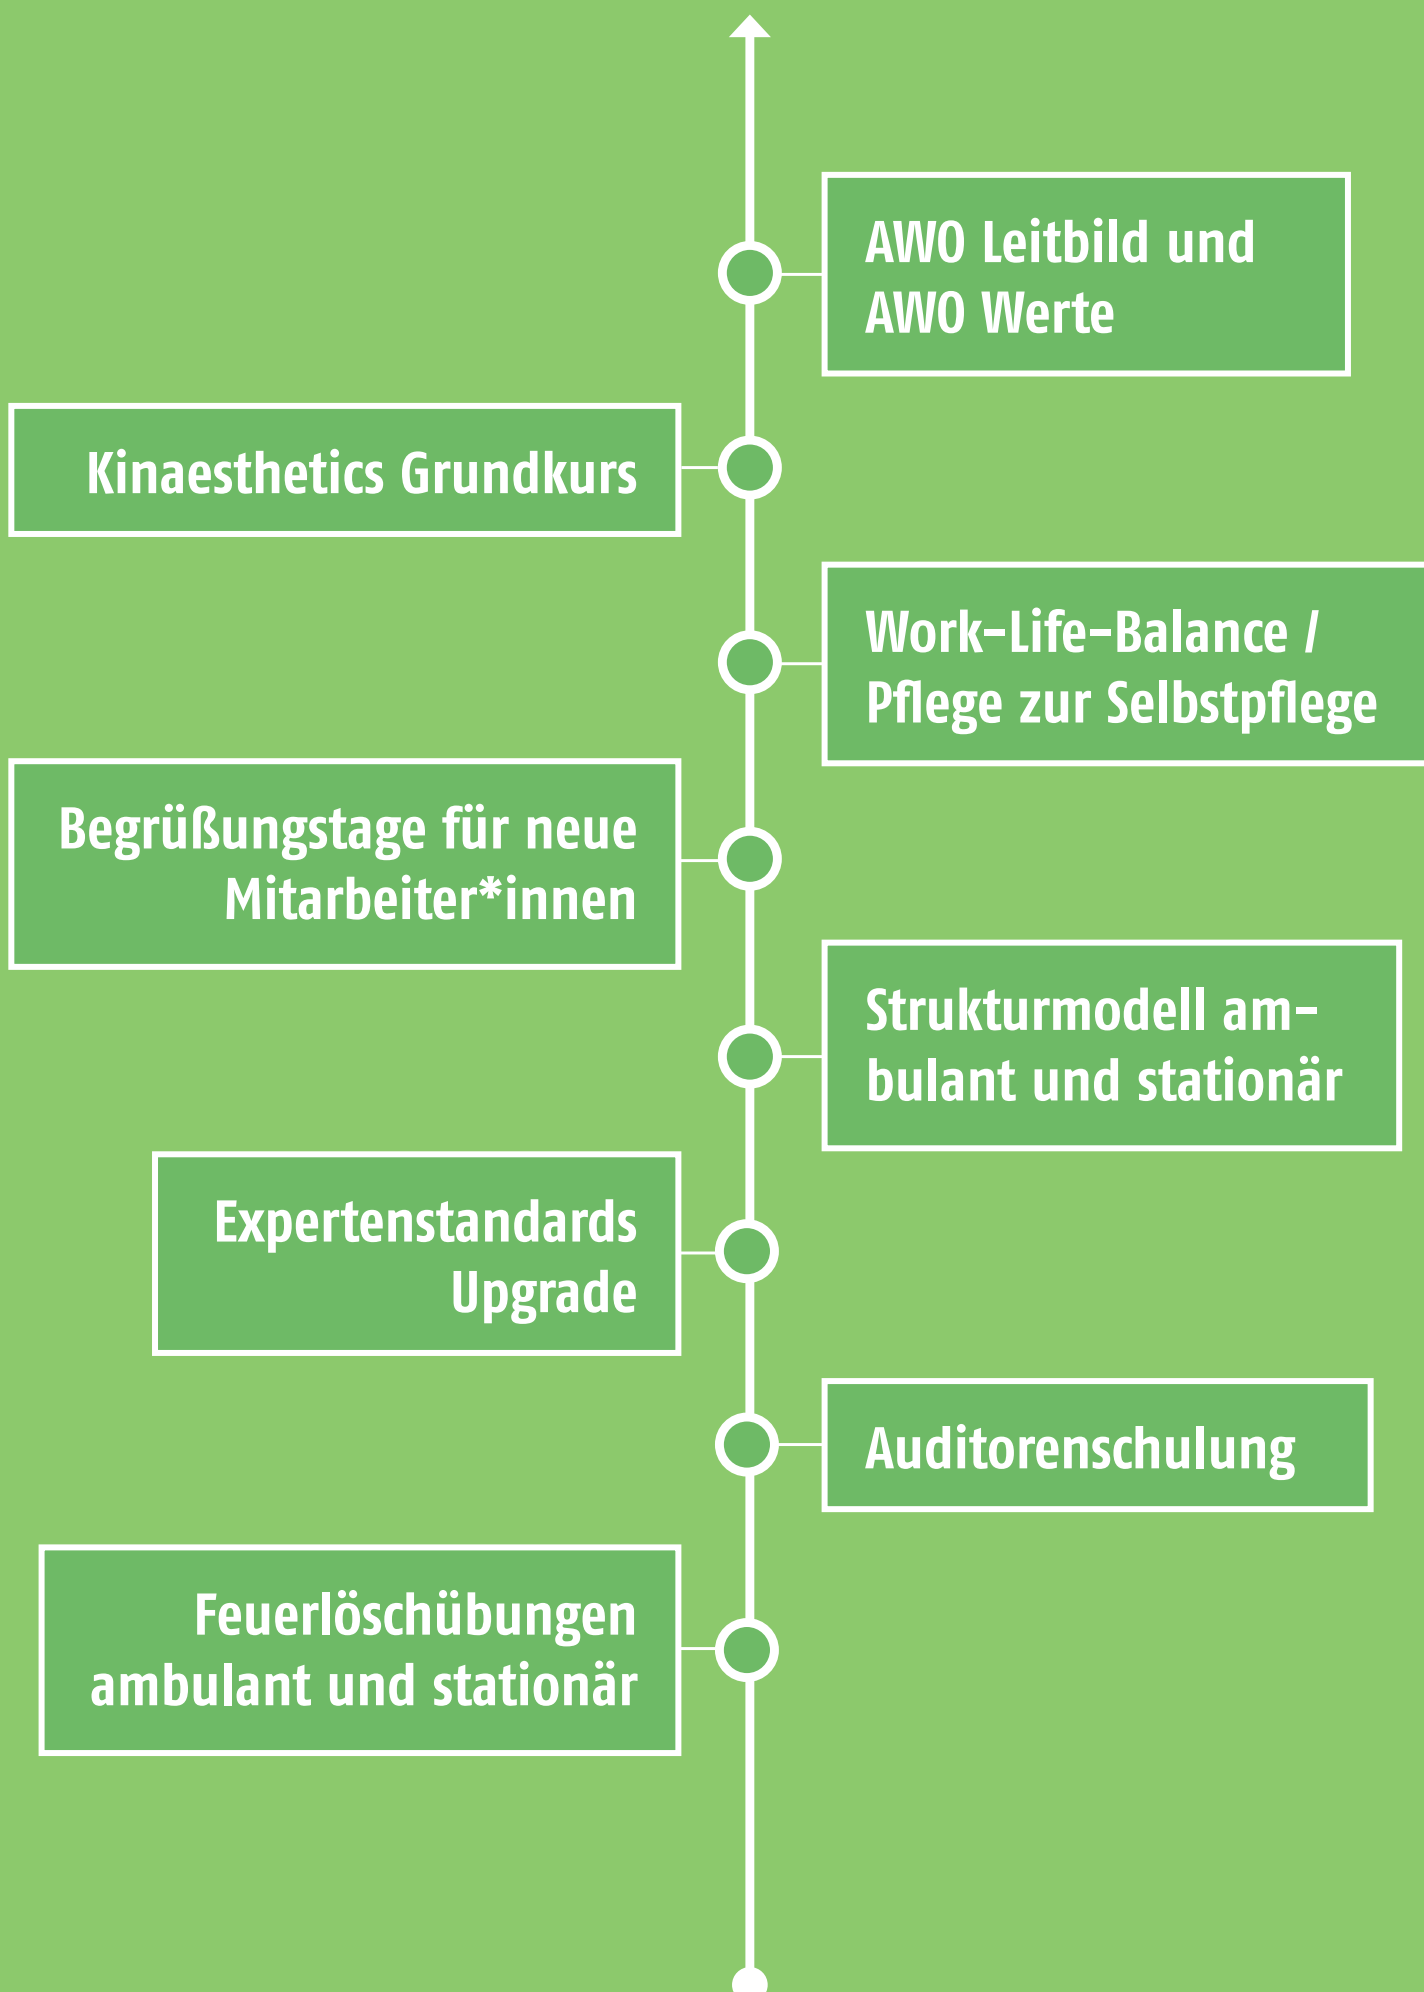 AWO Leitbild und
AWO Werte
Kinaesthetics Grundkurs
Work-Life-Balance /
Pflege zur Selbstpflege
Begrüßungstage für neue
Mitarbeiter*innen
Strukturmodell am-
bulant und stationär
Expertenstandards
Upgrade
Auditorenschulung
Feuerlöschübungen
ambulant und stationär